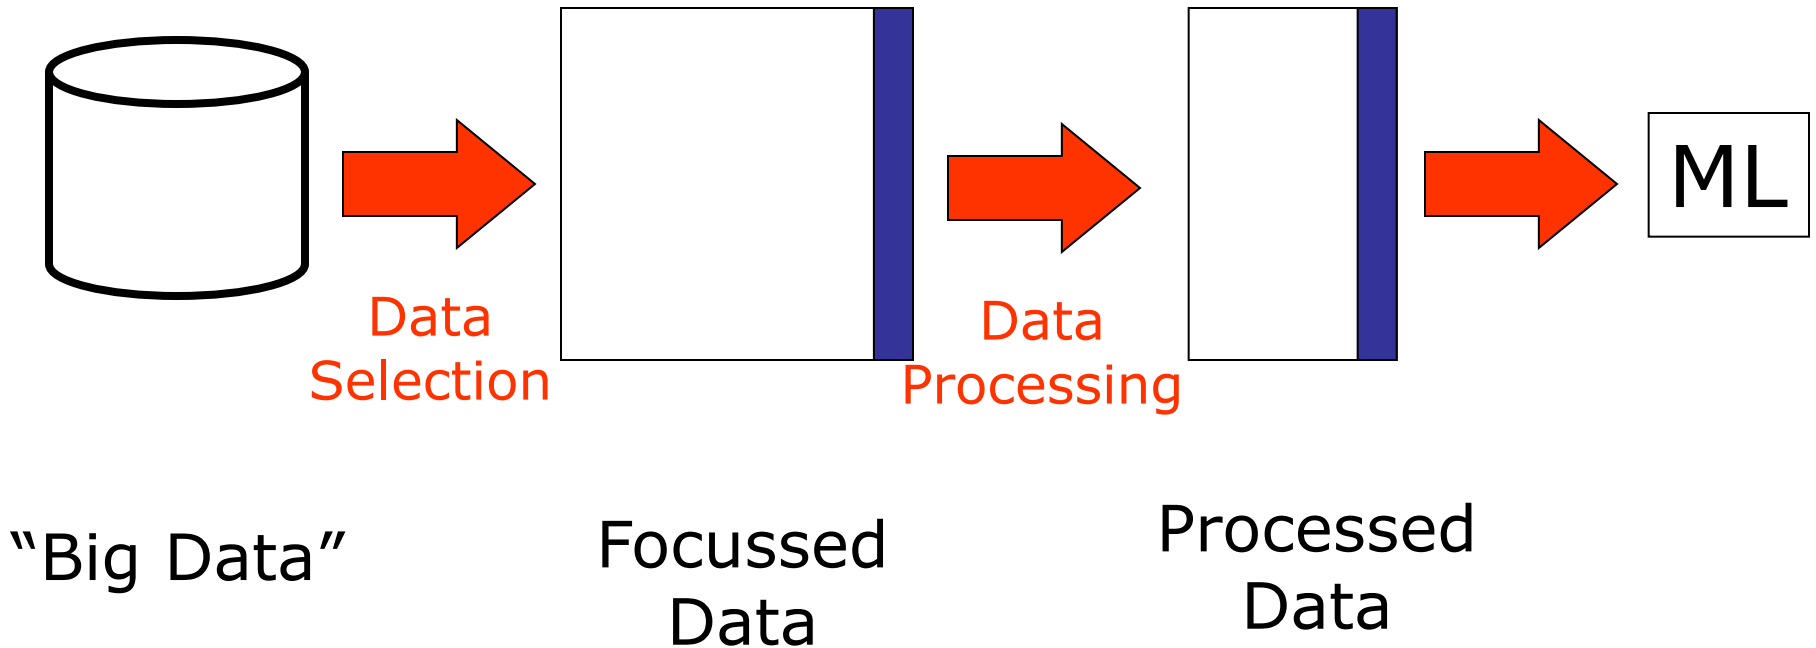 ML
Data
Selection
Data
Processing
“Big Data”
Focussed
Data
Processed
Data